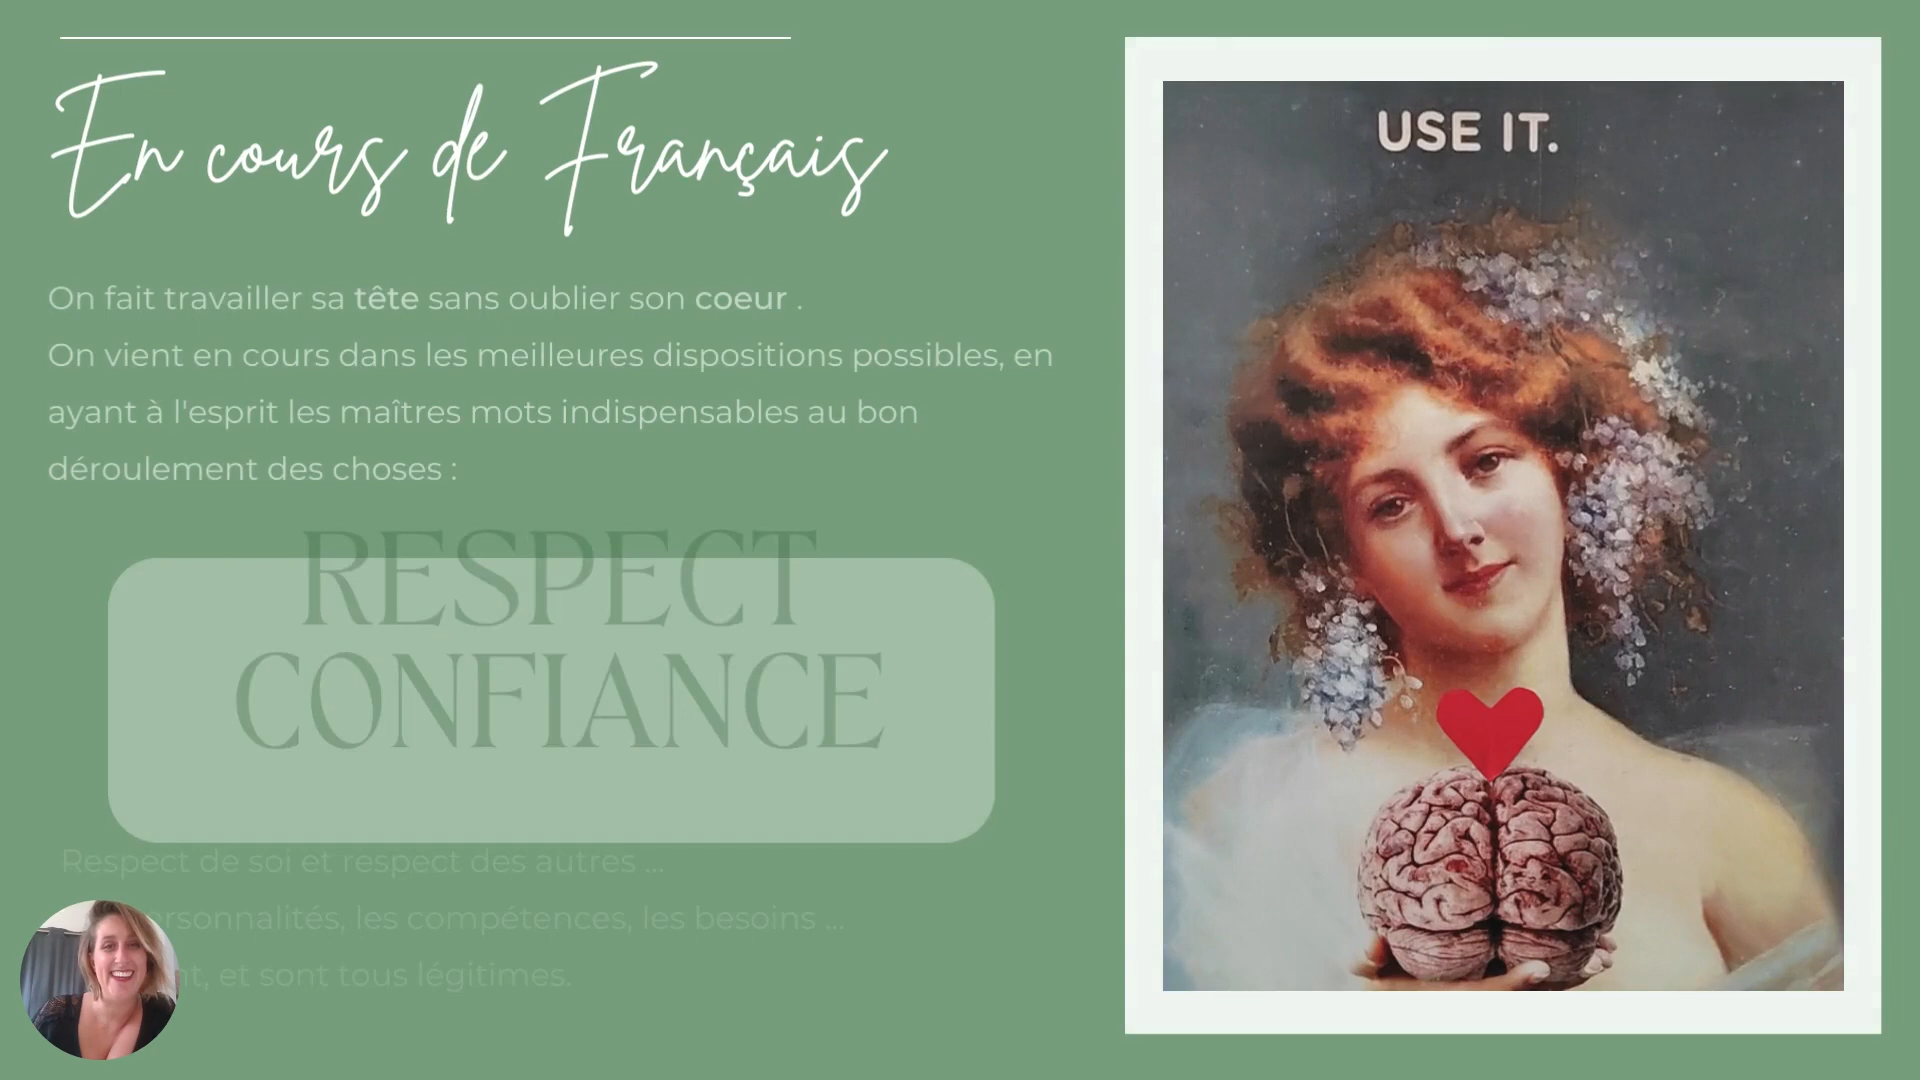 En cours de Français
On fait travailler sa tête sans oublier son coeur .
On vient en cours dans les meilleures dispositions possibles, en
ayant à l'esprit les maîtres mots indispensables au bon
déroulement des choses :
RESPECT
CONFIANCE
Respect de soi et respect des autres ...
les compétences, les besoins ...
et sont tous légitimes.
USE IT.